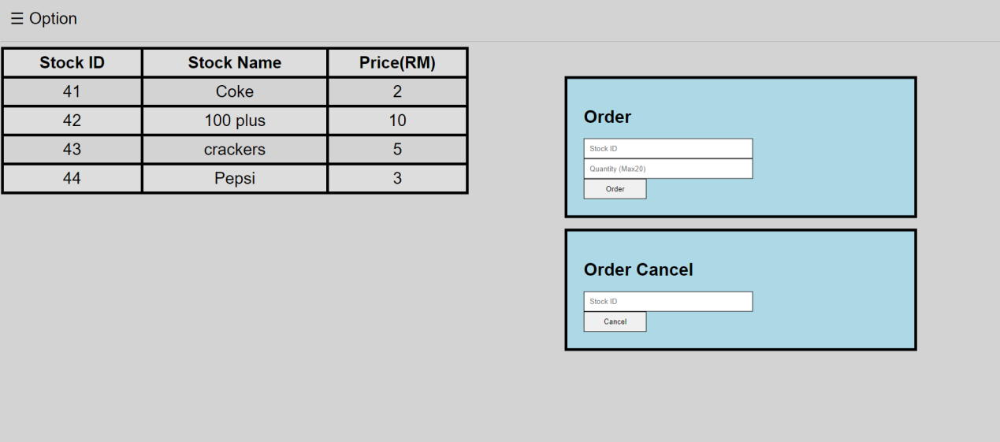 ☰ Option
Stock ID Stock Name Price(RM)
41 Coke 2
42 100 plus 10
43 crackers 5
44 Pepsi 3
Order
Stock ID
Quantity (Max20)
Order
Order Cancel
Stock ID
Cancel